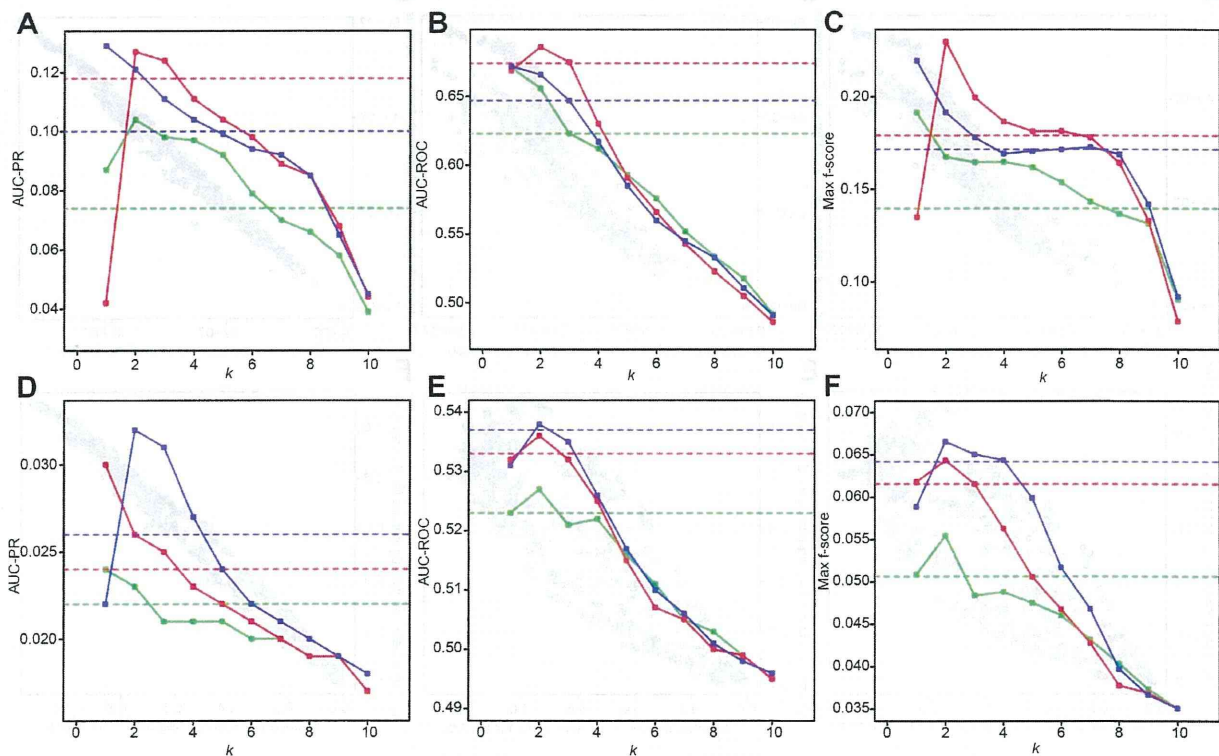 A
AUC-PR
0.12
0.10
0.08
0.06
0.04
0 2 4 6 8 10
k
B
AUC-ROC
0.65
0.60
0.55
0.50
0 2 4 6 8 10
k
C
Max f-score
0.20
0.15
0.10
0 2 4 6 8 10
k
D
AUC-PR
0.030
0.025
0.020
0 2 4 6 8 10
k
E
AUC-ROC
0.54
0.53
0.52
0.51
0.50
0.49
0 2 4 6 8 10
k
F
Max f-score
0.070
0.065
0.060
0.055
0.050
0.045
0.040
0.035
0 2 4 6 8 10
k